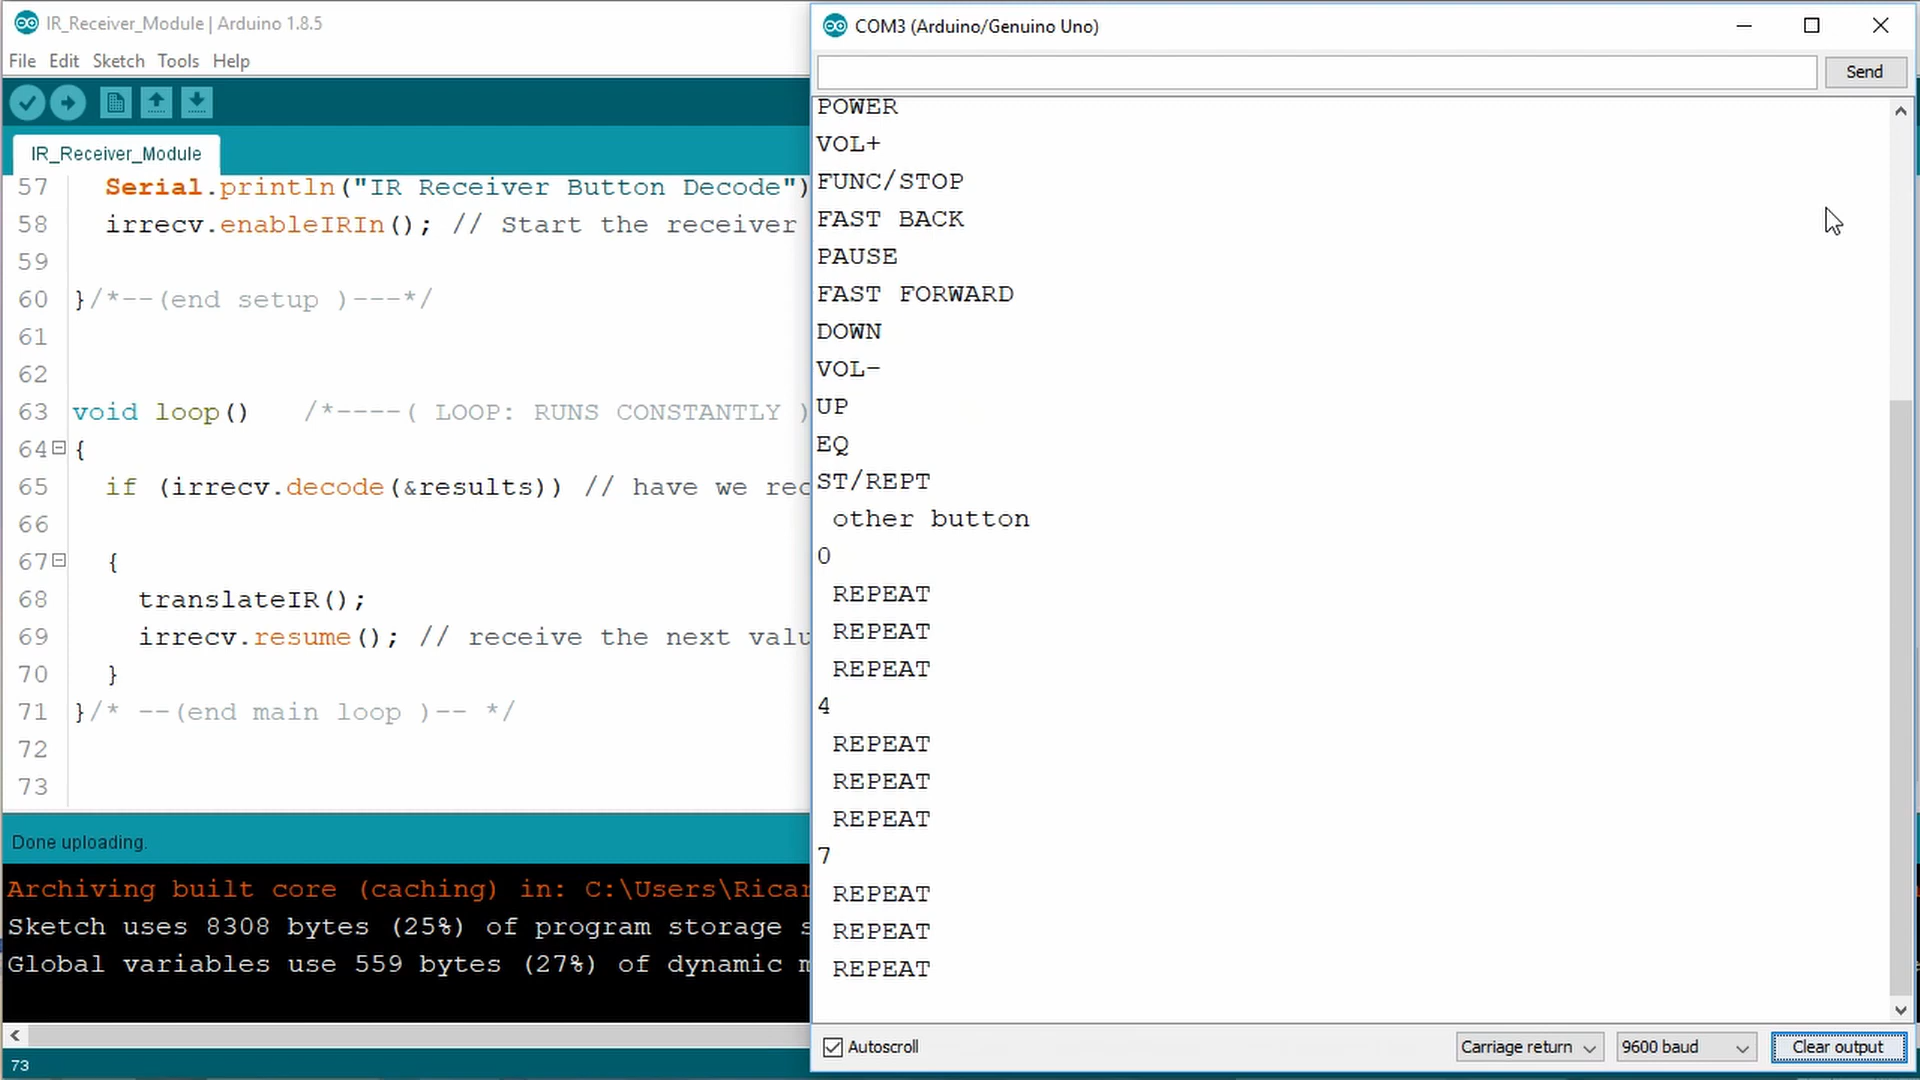 IR_Receiver_Module | Arduino 1.8.5
File Edit Sketch Tools Help
IR_Receiver_Module
57 Serial.println("IR Receiver Button Decode")
58 irrecv.enableIRIn(); // Start the receiver
59
60 }/*--(end setup )---*/
61
62
63 void loop() /*----( LOOP: RUNS CONSTANTLY )
64 {
65 if (irrecv.decode(&results)) // have we rec
66
67 {
68 translateIR();
69 irrecv.resume(); // receive the next valu
70 }
71 }/* --(end main loop )-- */
72
73
Done uploading.
Archiving built core (caching) in: C:\Users\Ricar
Sketch uses 8308 bytes (25%) of program storage s
Global variables use 559 bytes (27%) of dynamic m
73
COM3 (Arduino/Genuino Uno)
Send
POWER
VOL+
FUNC/STOP
FAST BACK
PAUSE
FAST FORWARD
DOWN
VOL-
UP
EQ
ST/REPT
other button
0
REPEAT
REPEAT
REPEAT
4
REPEAT
REPEAT
REPEAT
7
REPEAT
REPEAT
REPEAT
Autoscroll
Carriage return
9600 baud
Clear output